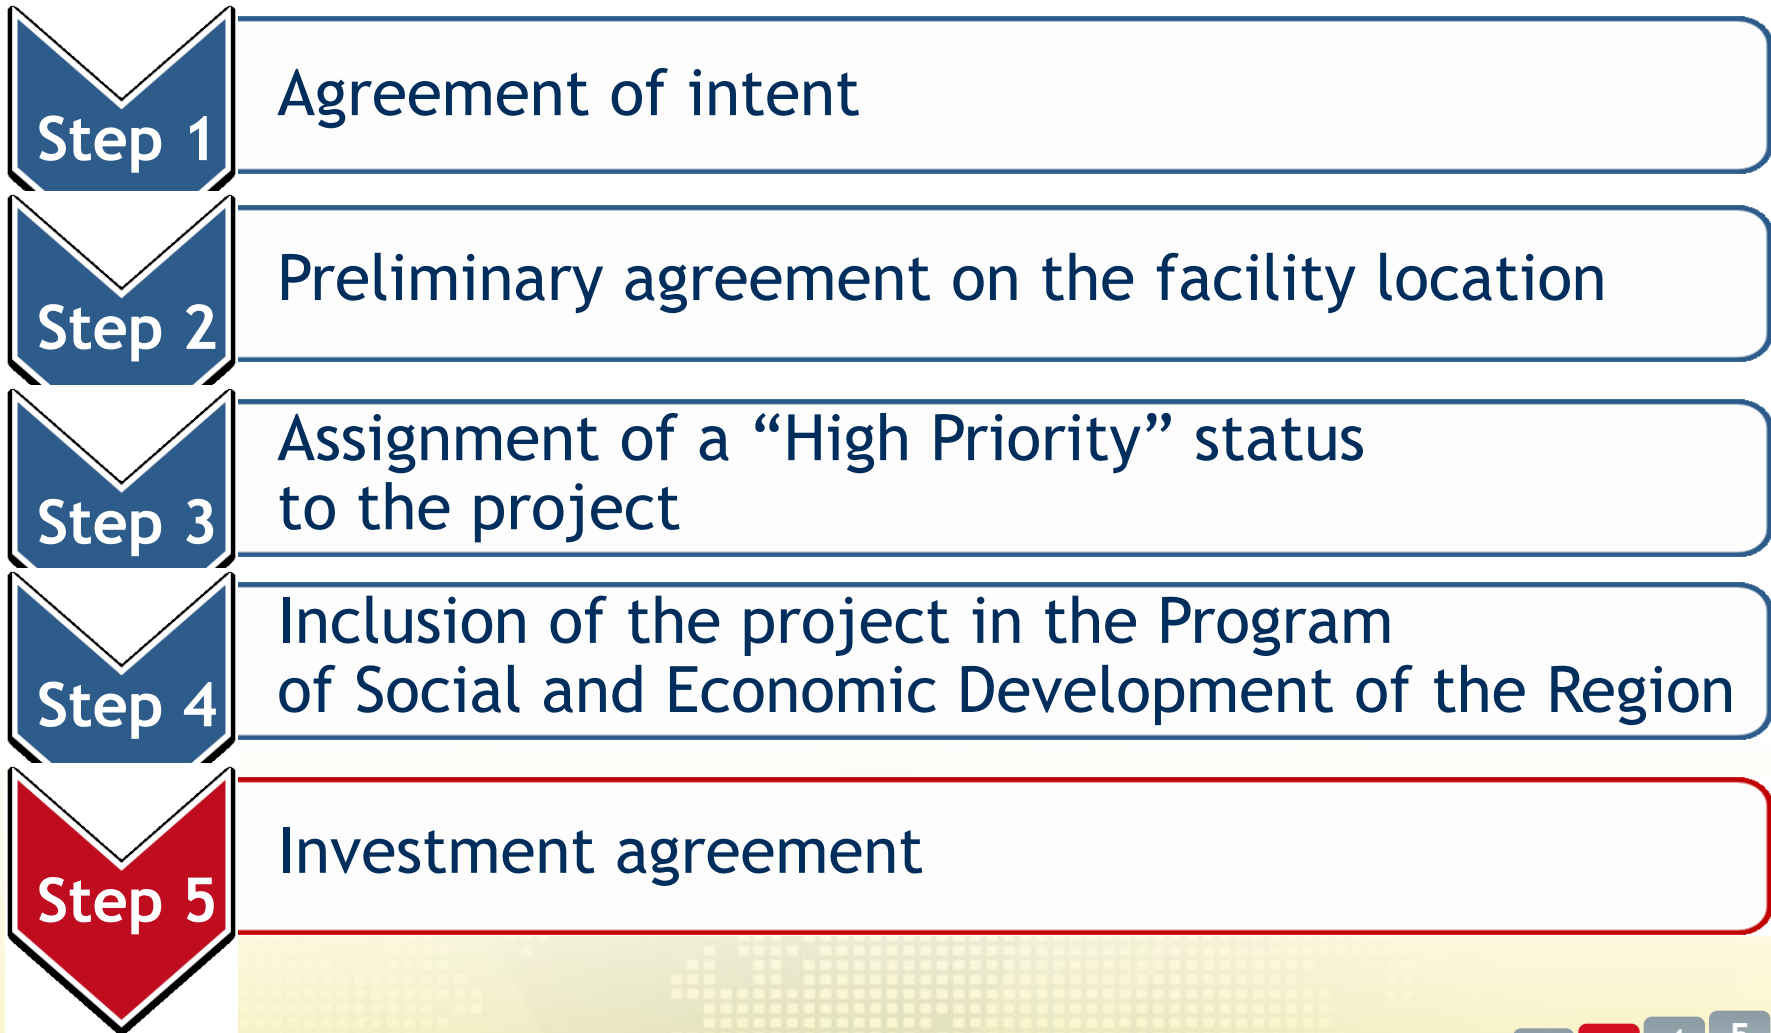 Step 1
Agreement of intent
Step 2
Preliminary agreement on the facility location
Step 3
Assignment of a “High Priority” status
to the project
Step 4
Inclusion of the project in the Program
of Social and Economic Development of the Region
Step 5
Investment agreement
5